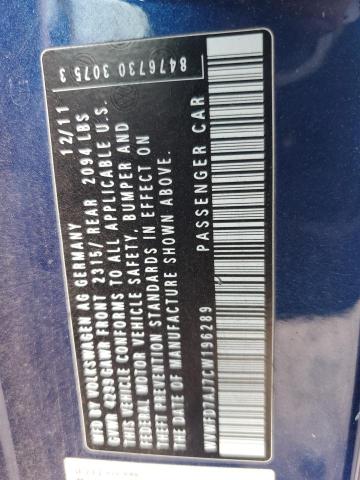 MFD BY VOLKSWAGEN AG GERMANY 12/11
GVWR 4299 GAWR FRONT 2315/ REAR 2094 LBS
THIS VEHICLE CONFORMS TO ALL APPLICABLE U.S.
FEDERAL MOTOR VEHICLE SAFETY, BUMPER AND
THEFT PREVENTION STANDARDS IN EFFECT ON
DATE OF MANUFACTURE SHOWN ABOVE.
PASSENGER CAR
8476730 3075 3